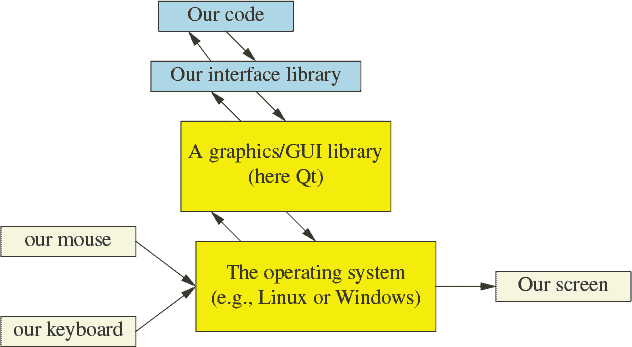 Our code
Our interface library
A graphics/GUI library
(here Qt)
our mouse
The operating system
(e.g., Linux or Windows)
Our screen
our keyboard